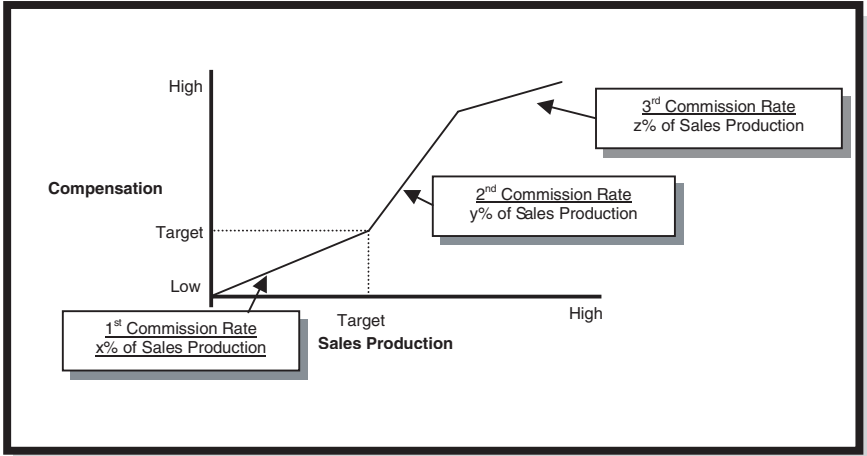 High
3rd Commission Rate
z% of Sales Production
Compensation
2nd Commission Rate
y% of Sales Production
Target
Low
1st Commission Rate
x% of Sales Production
Target
High
Sales Production